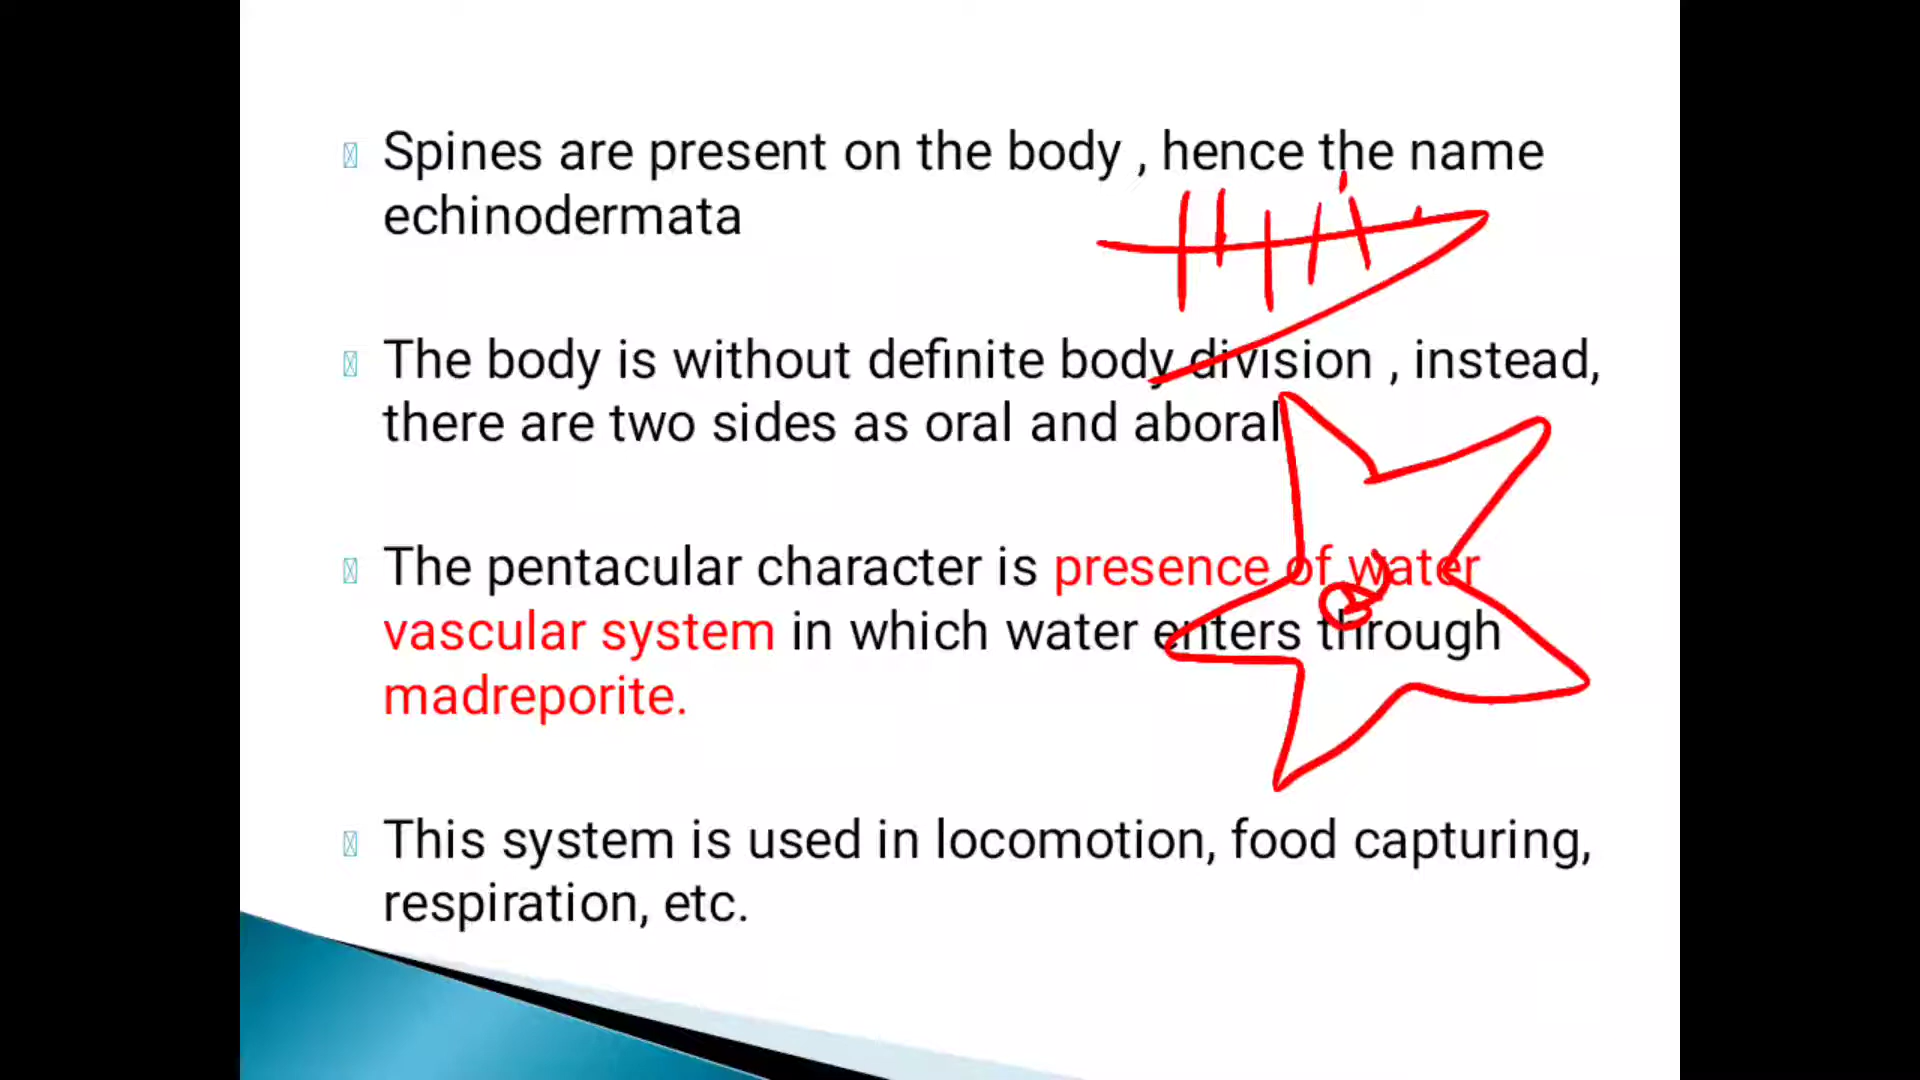 Spines are present on the body , hence the name
echinodermata
The body is without definite body division , instead,
there are two sides as oral and aboral
The pentacular character is presence of water
vascular system in which water enters through
madreporite.
This system is used in locomotion, food capturing,
respiration, etc.